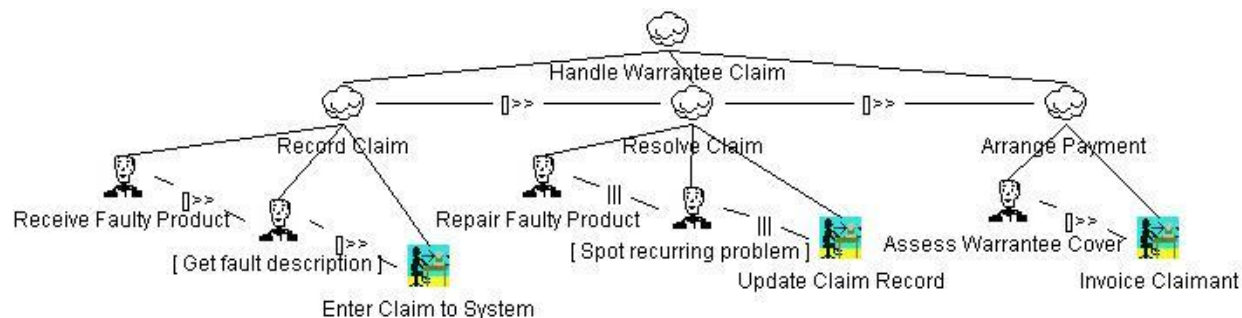 Handle Warrantee Claim
[]>>
[]>>
Record Claim
Resolve Claim
Arrange Payment
[]>>
|||
[]>>
Receive Faulty Product
Repair Faulty Product
|||
Assess Warrantee Cover
[]>>
[ Get fault description ]
[ Spot recurring problem ]
Update Claim Record
Invoice Claimant
Enter Claim to System